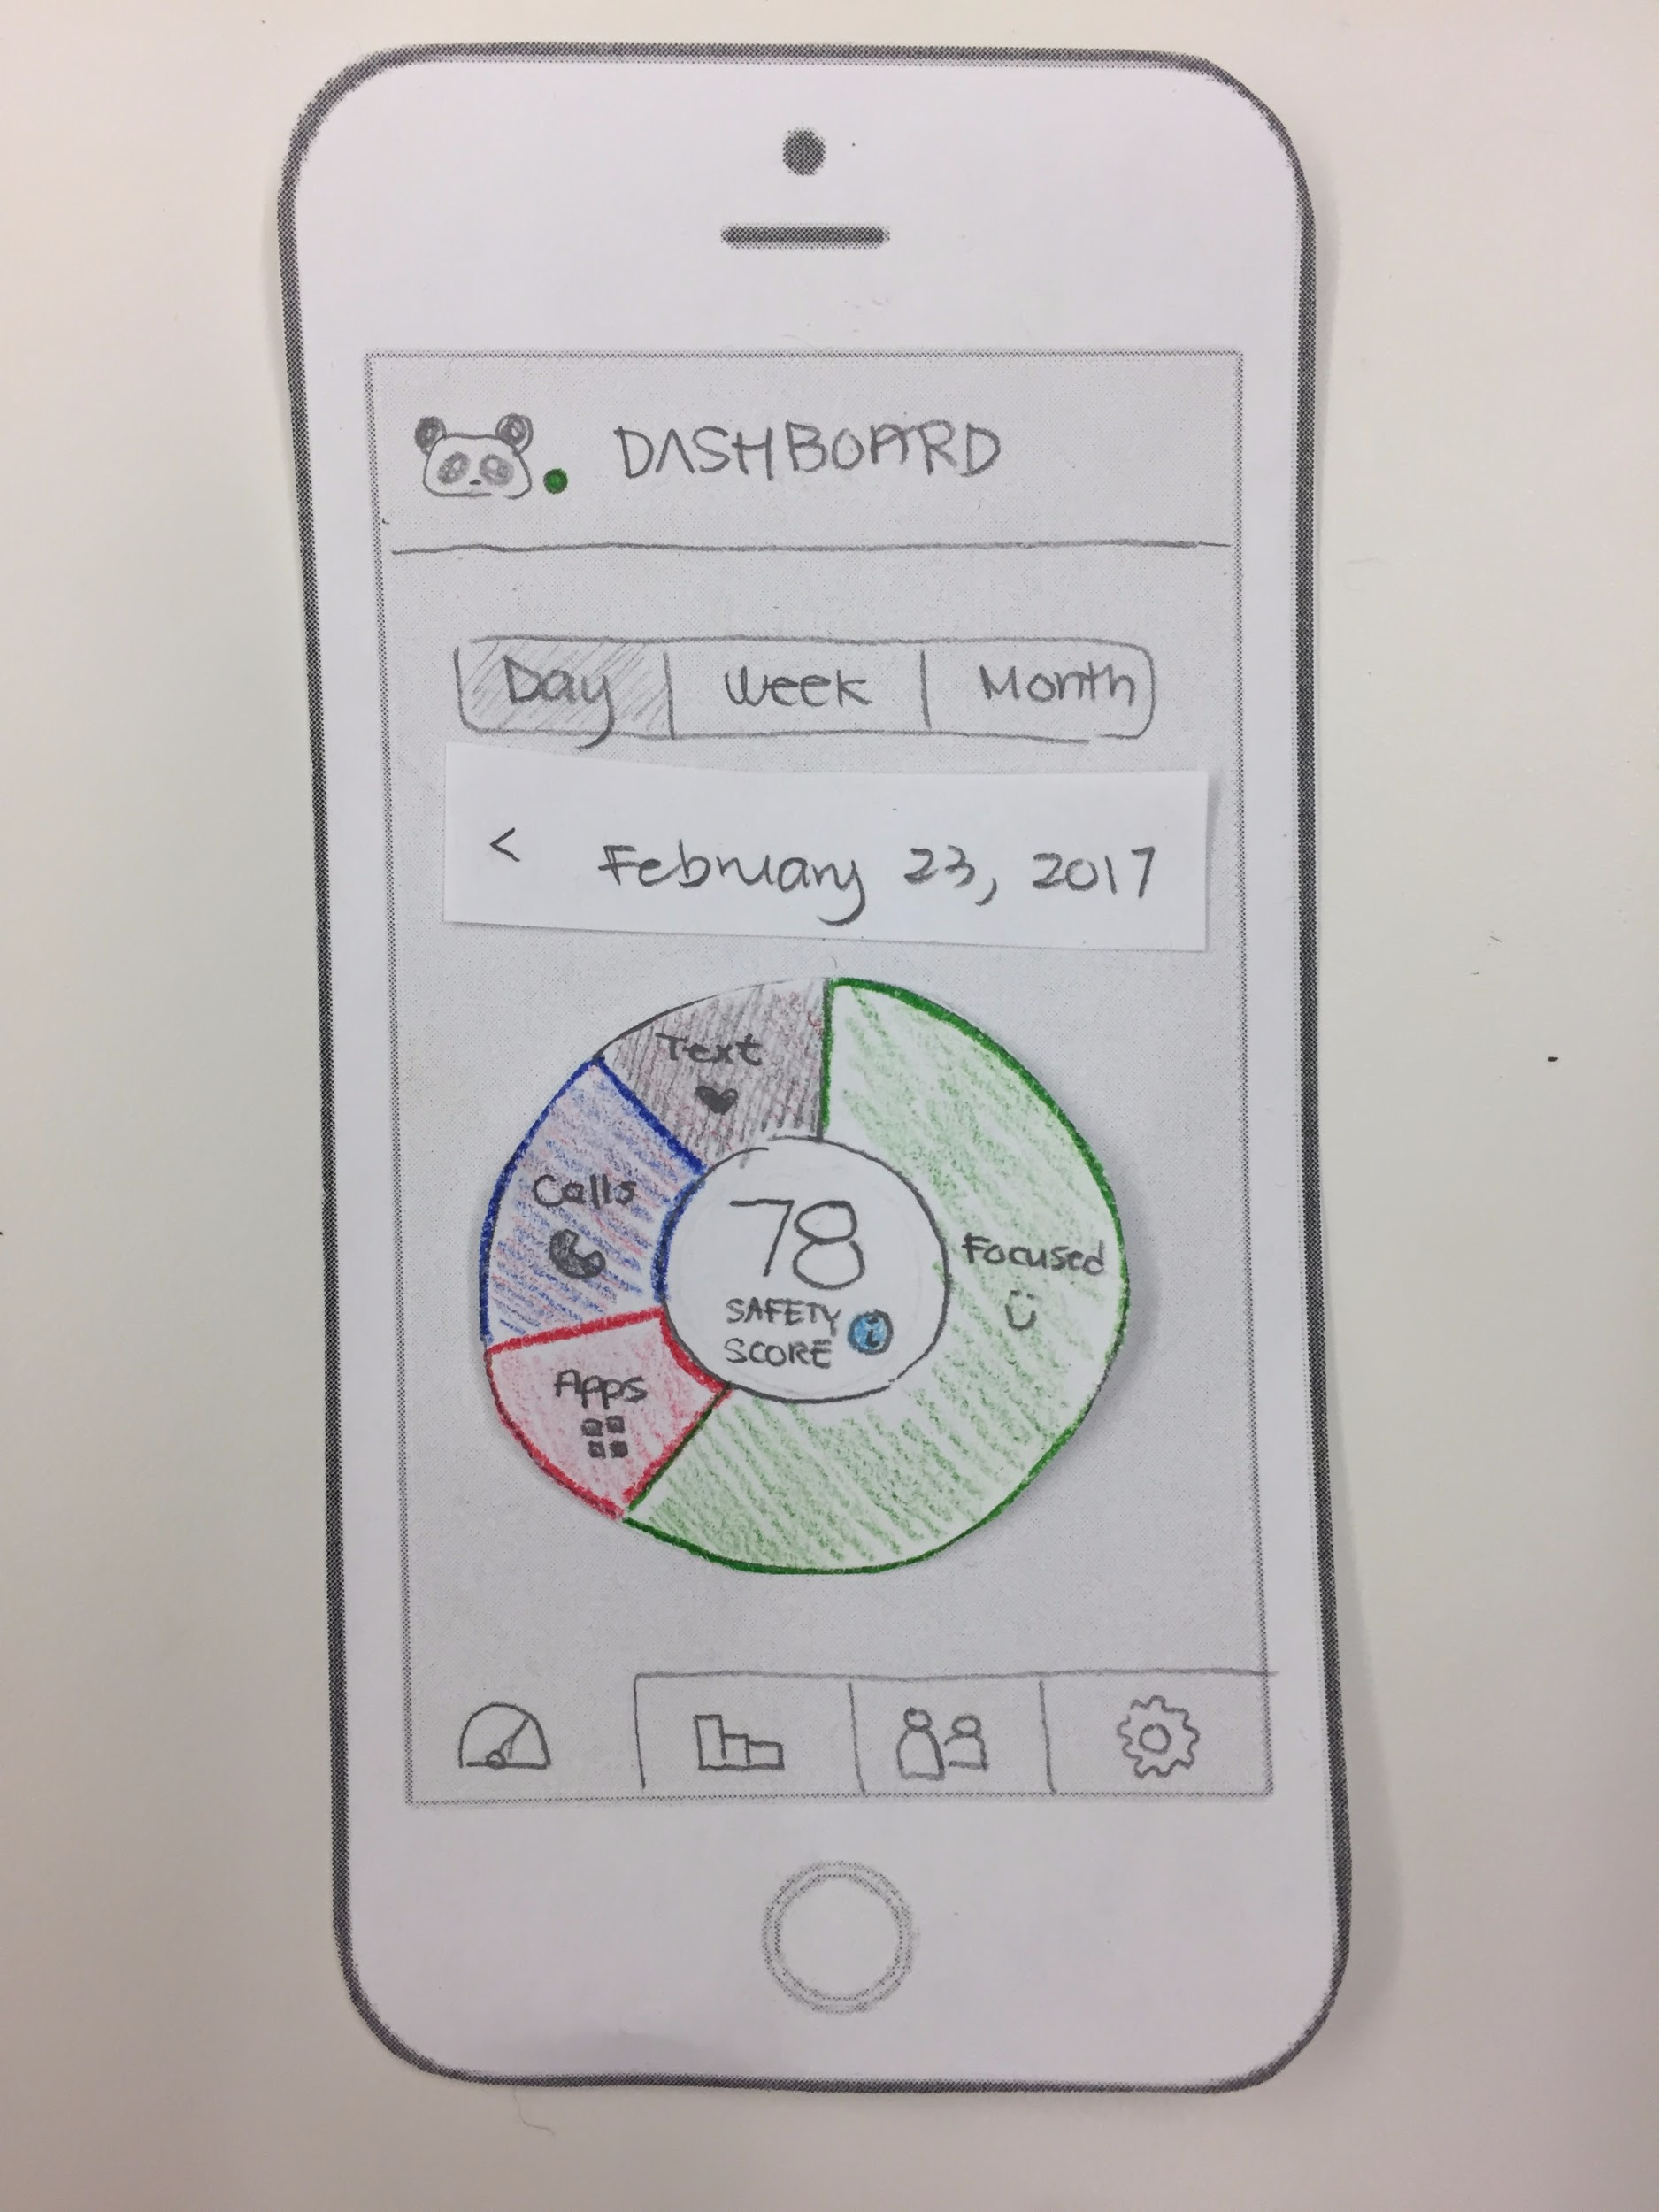 DASHBOARD
Day Week Month
< February 23, 2017
Text
Calls
Focused
78
SAFETY
SCORE i
Apps